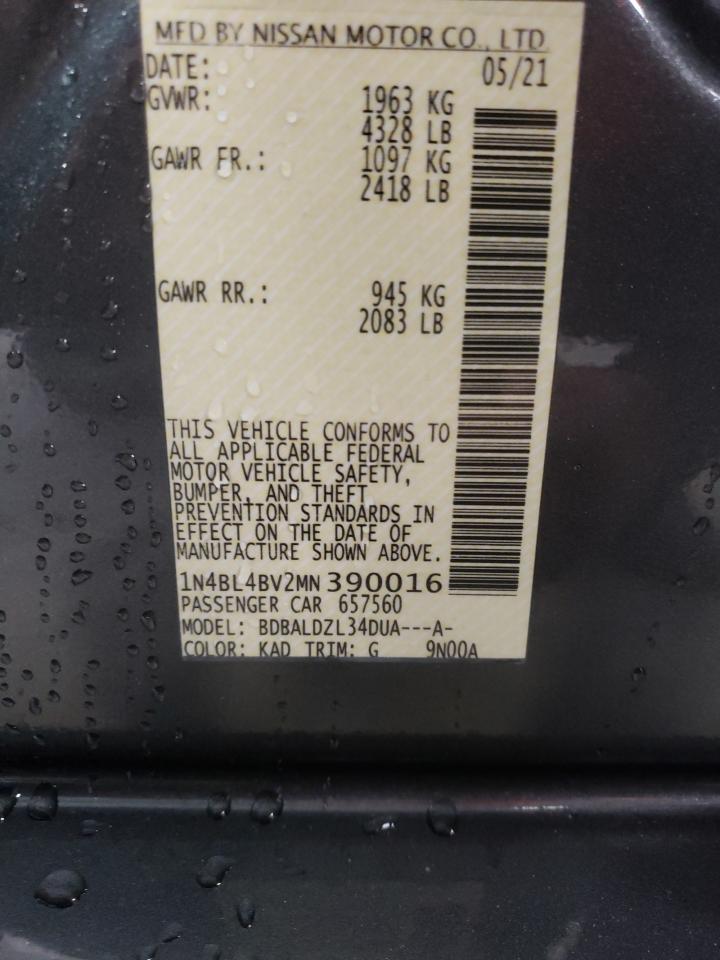 MFD BY NISSAN MOTOR CO., LTD.
DATE: 05/21
GVWR: 1963 KG
4328 LB
GAWR FR.: 1097 KG
2418 LB
GAWR RR.: 945 KG
2083 LB
THIS VEHICLE CONFORMS TO
ALL APPLICABLE FEDERAL
MOTOR VEHICLE SAFETY,
BUMPER, AND THEFT
PREVENTION STANDARDS IN
EFFECT ON THE DATE OF
MANUFACTURE SHOWN ABOVE.
1N4BL4BV2MN390016
PASSENGER CAR 657560
MODEL: BDBALDZL34DUA---A-
COLOR: KAD TRIM: G 9N00A